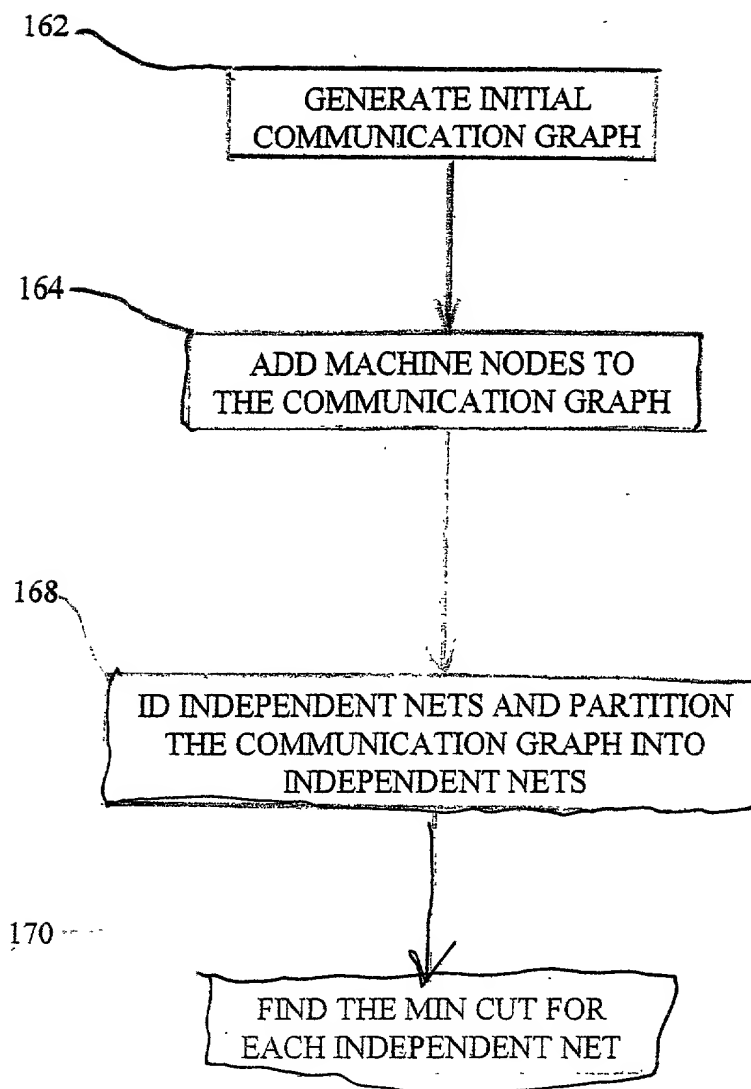 162
GENERATE INITIAL
COMMUNICATION GRAPH
164
ADD MACHINE NODES TO
THE COMMUNICATION GRAPH
168
ID INDEPENDENT NETS AND PARTITION
THE COMMUNICATION GRAPH INTO
INDEPENDENT NETS
170
FIND THE MIN CUT FOR
EACH INDEPENDENT NET